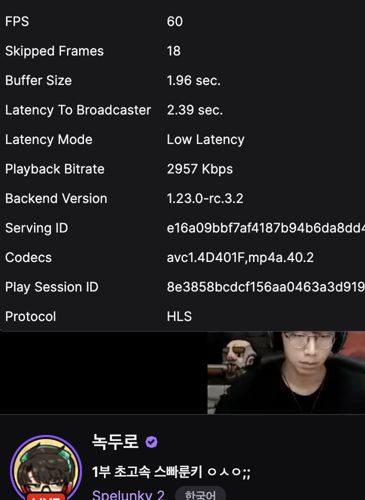 FPS 60
Skipped Frames 18
Buffer Size 1.96 sec.
Latency To Broadcaster 2.39 sec.
Latency Mode Low Latency
Playback Bitrate 2957 Kbps
Backend Version 1.23.0-rc.3.2
Serving ID e16a09bbf7af4187b94b6da8dd4
Codecs avc1.4D401F,mp4a.40.2
Play Session ID 8e3858bcdcf156aa0463a3d919
Protocol HLS
녹두로
1부 초고속 스빠룬키 ㅇㅅㅇ;;
Spelunky 2 한국어